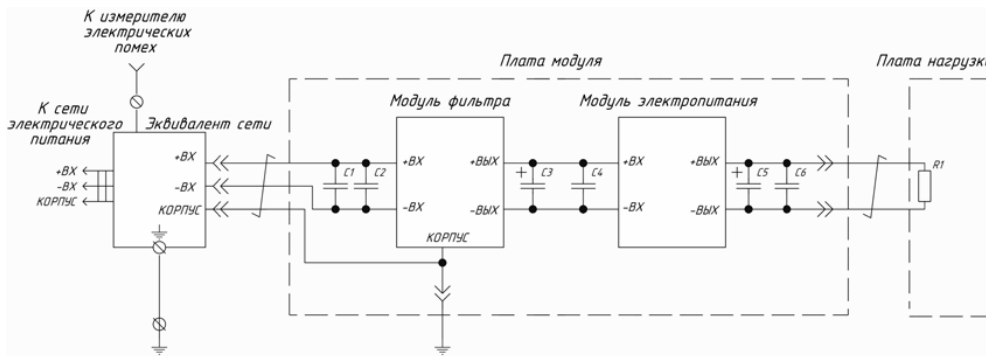 К измерителю
электрических
помех
К сети
электрического
питания
Эквивалент сети
+ВХ
-ВХ
КОРПУС
+ВХ
-ВХ
КОРПУС
Плата модуля
Модуль фильтра
+ВХ
-ВХ
+ВЫХ
-ВЫХ
КОРПУС
C1
C2
+
C3
C4
Модуль электропитания
+ВХ
-ВХ
+ВЫХ
-ВЫХ
+
C5
C6
Плата нагрузки
R1